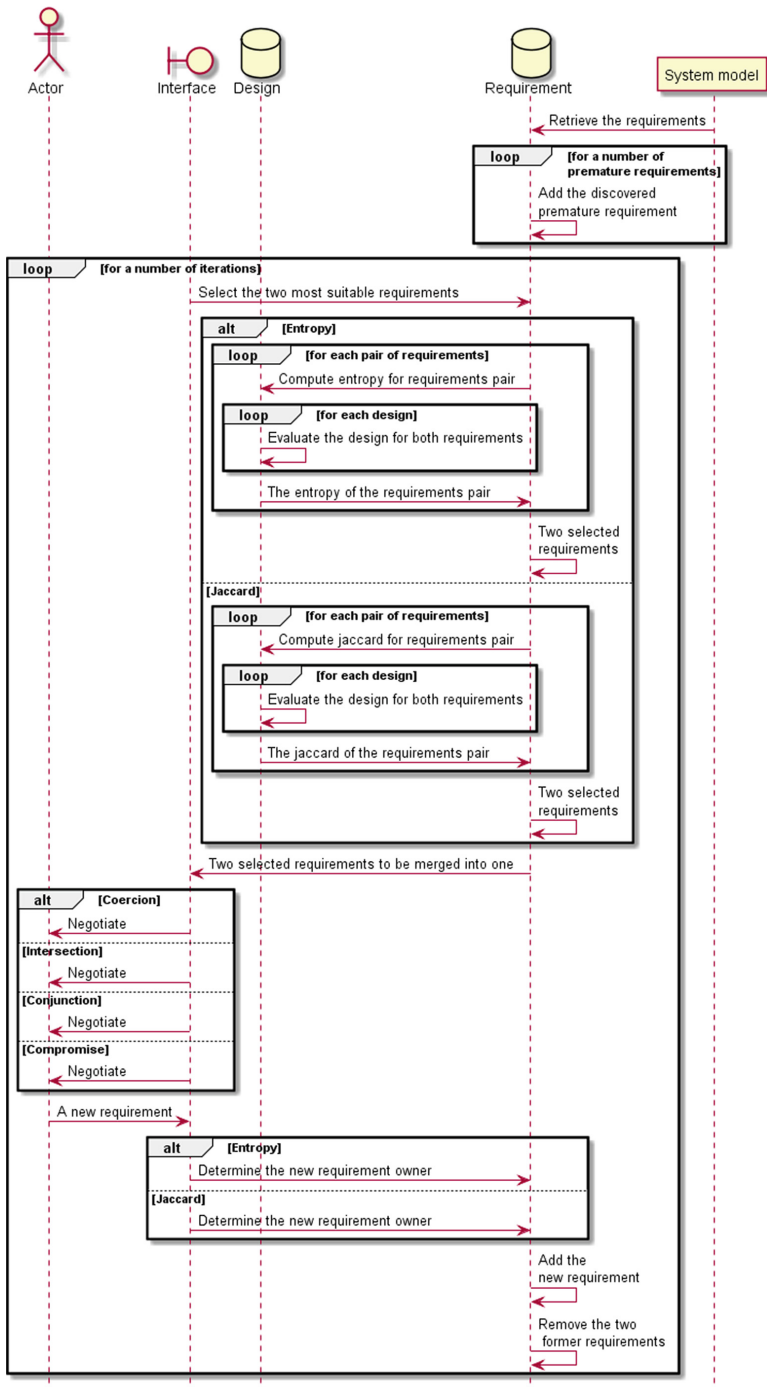 Actor
Interface
Design
Requirement
System model
Retrieve the requirements
loop
[for a number of
premature requirements]
Add the discovered
premature requirement
loop
[for a number of iterations]
Select the two most suitable requirements
alt
[Entropy]
loop
[for each pair of requirements]
Compute entropy for requirements pair
loop
[for each design]
Evaluate the design for both requirements
The entropy of the requirements pair
Two selected
requirements
[Jaccard]
loop
[for each pair of requirements]
Compute jaccard for requirements pair
loop
[for each design]
Evaluate the design for both requirements
The jaccard of the requirements pair
Two selected
requirements
Two selected requirements to be merged into one
alt
[Coercion]
Negotiate
[Intersection]
Negotiate
[Conjunction]
Negotiate
[Compromise]
Negotiate
A new requirement
alt
[Entropy]
Determine the new requirement owner
[Jaccard]
Determine the new requirement owner
Add the
new requirement
Remove the two
former requirements